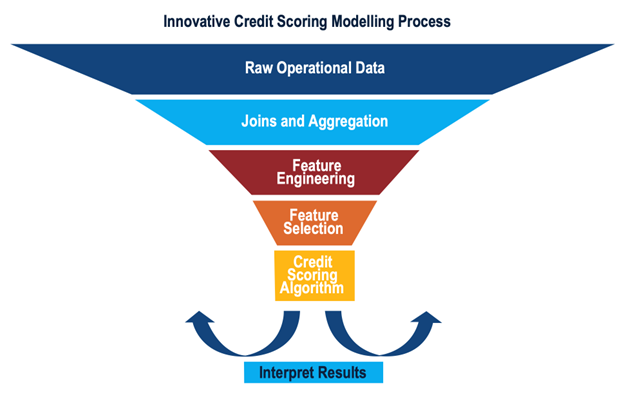 Innovative Credit Scoring Modelling Process
Raw Operational Data
Joins and Aggregation
Feature
Engineering
Feature
Selection
Credit
Scoring
Algorithm
Interpret Results